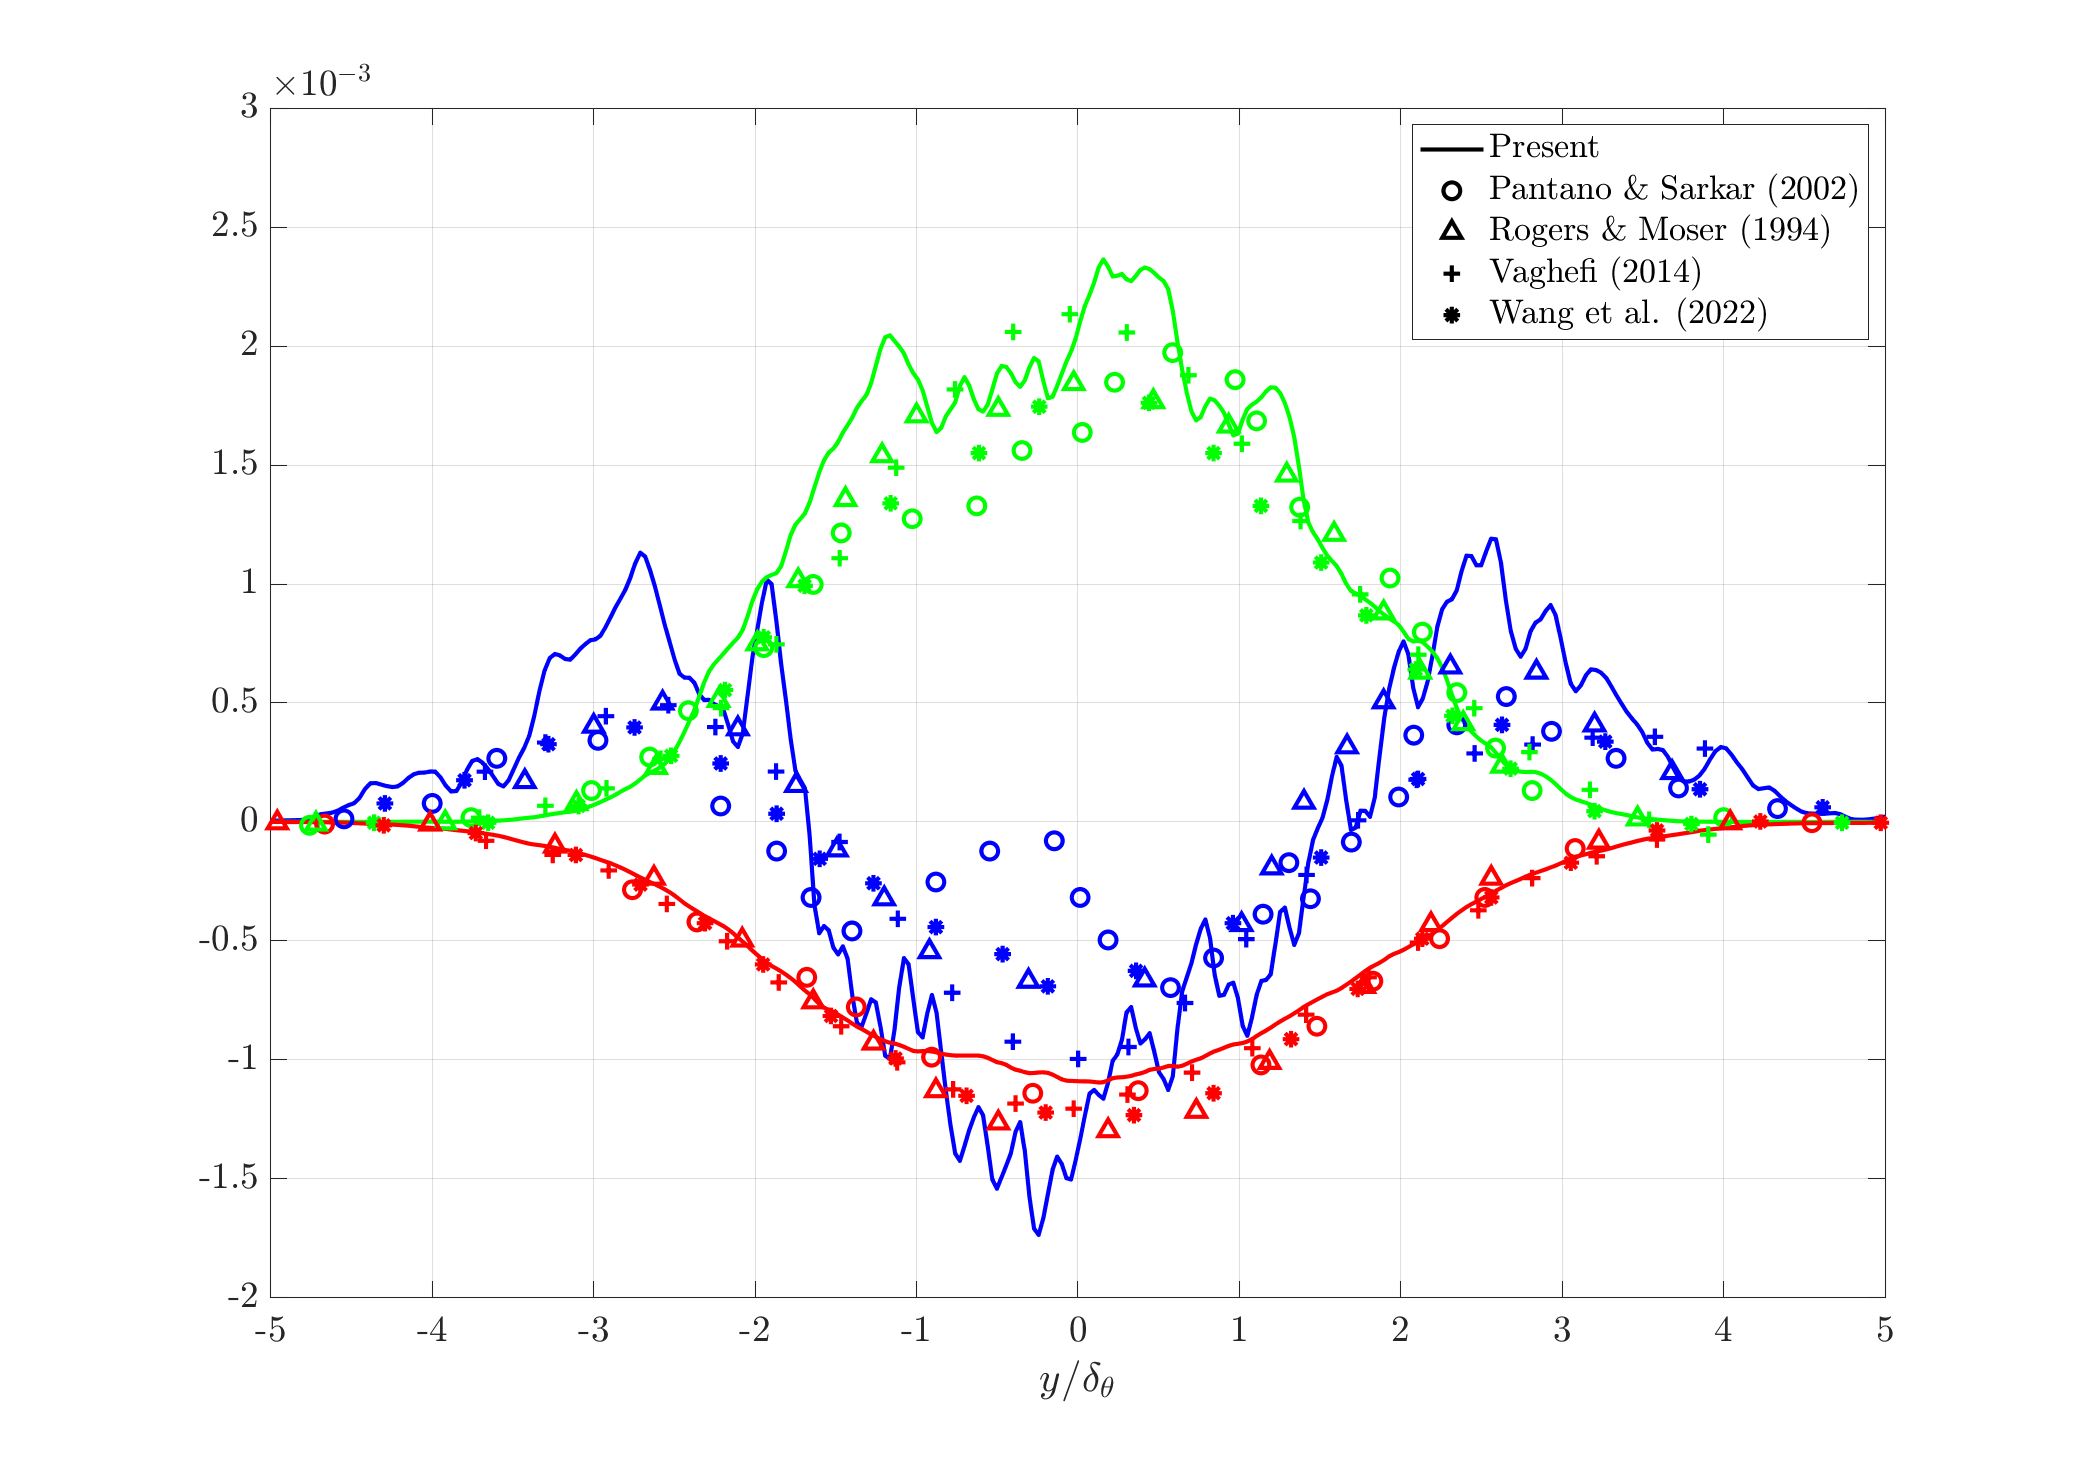 ×10⁻³
3
2.5
2
1.5
1
0.5
0
-0.5
-1
-1.5
-2
-5 -4 -3 -2 -1 0 1 2 3 4 5
y/δ_θ
Present
Pantano & Sarkar (2002)
Rogers & Moser (1994)
Vaghefi (2014)
Wang et al. (2022)